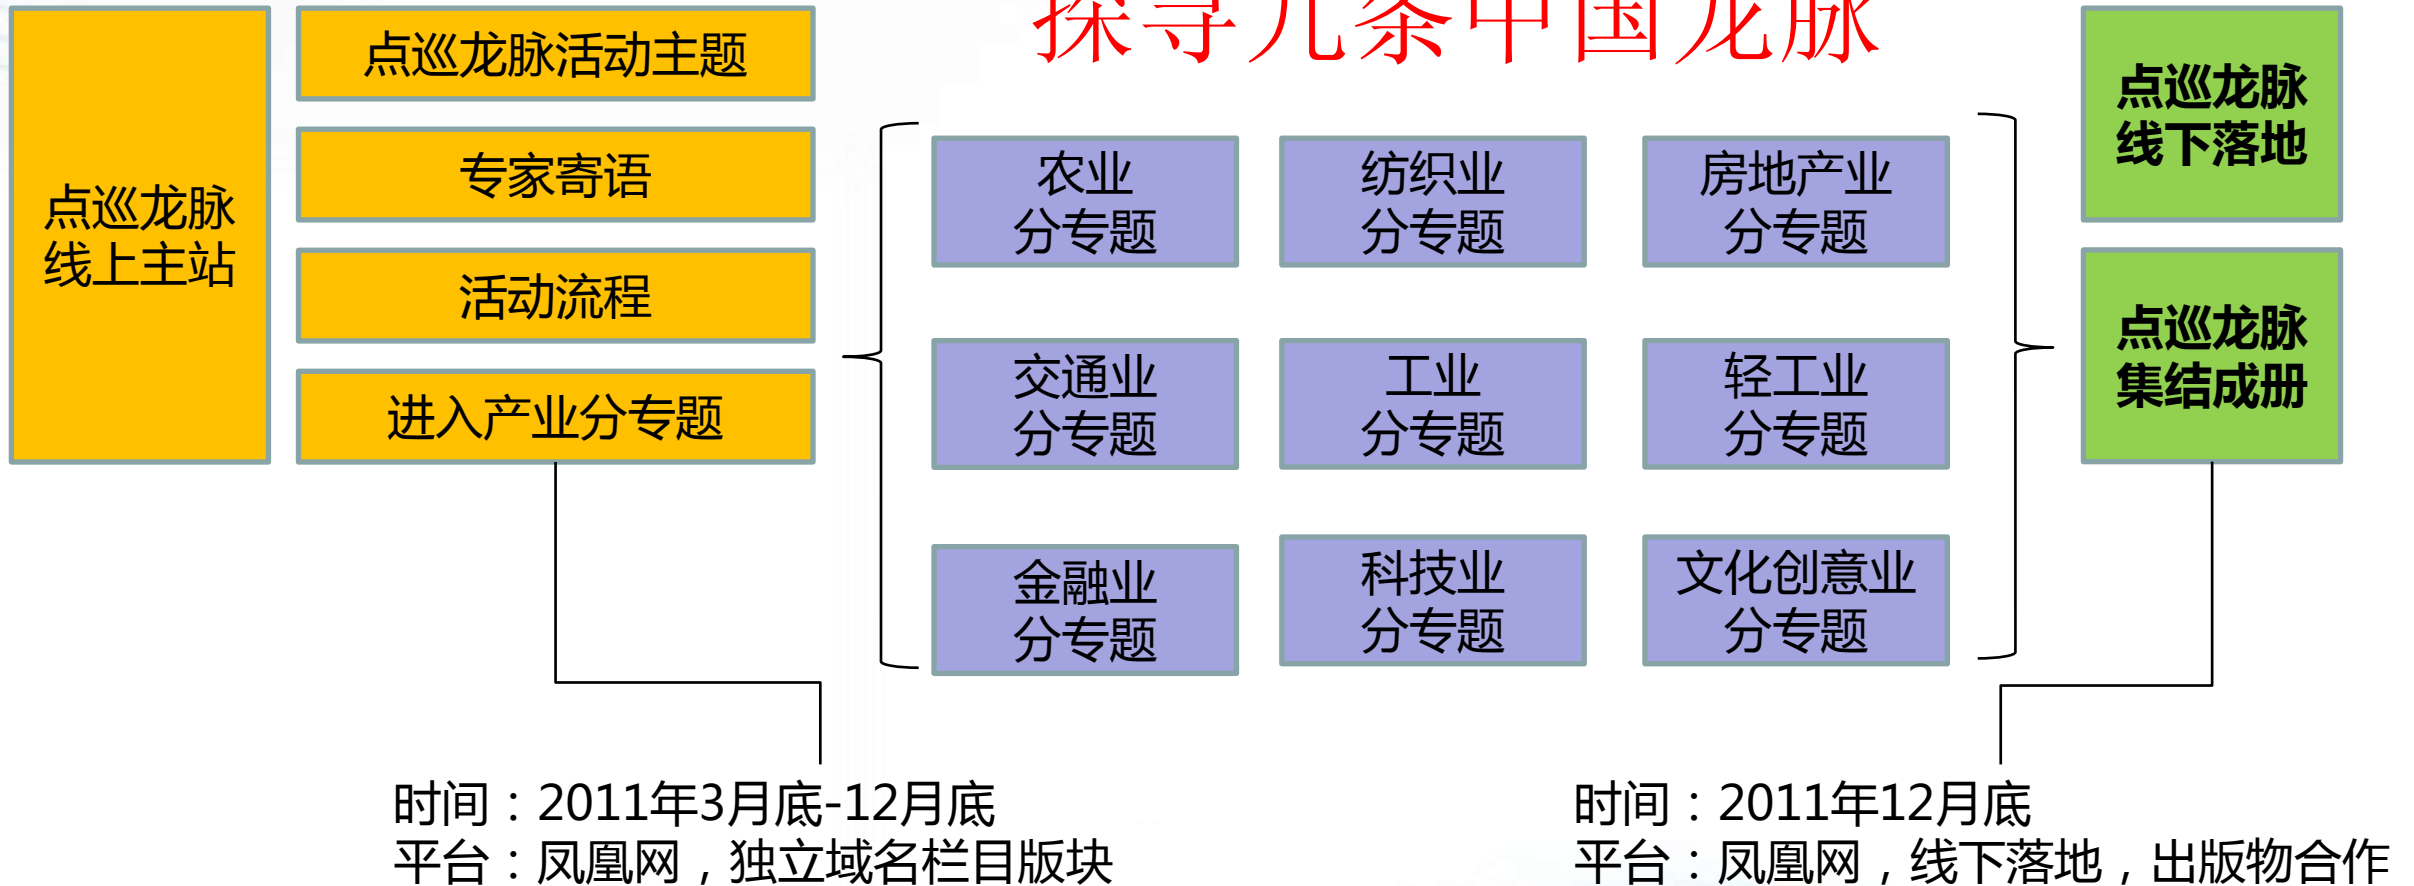 探寻九条中国龙脉
点巡龙脉
线上主站
点巡龙脉活动主题
专家寄语
活动流程
进入产业分专题
农业
分专题
纺织业
分专题
房地产业
分专题
交通业
分专题
工业
分专题
轻工业
分专题
金融业
分专题
科技业
分专题
文化创意业
分专题
点巡龙脉
线下落地
点巡龙脉
集结成册
时间：2011年3月底-12月底
平台：凤凰网，独立域名栏目版块
时间：2011年12月底
平台：凤凰网，线下落地，出版物合作